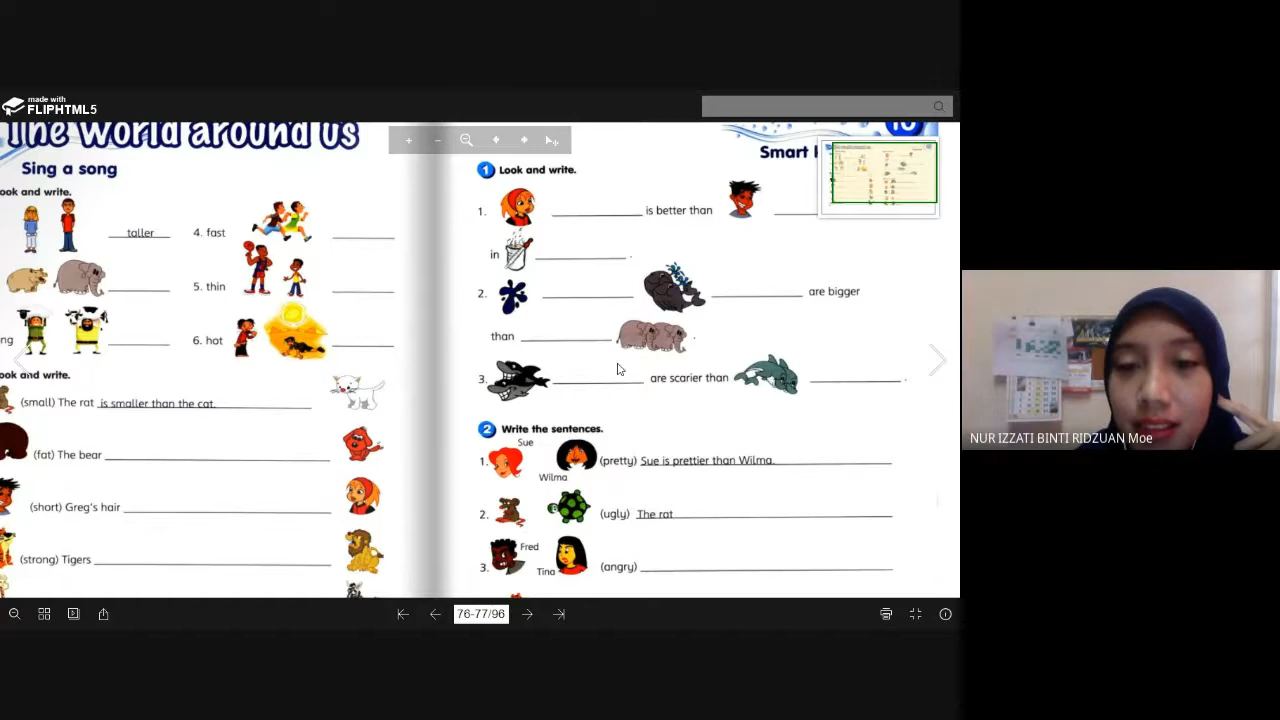 made with
FLIPHTML5
The World around Us
Sing a song
ook and write.
taller
4. fast
5. thin
ng
6. hot
ook and write.
(small) The rat is smaller than the cat.
(fat) The bear
(short) Greg's hair
(strong) Tigers
10
Smart
1 Look and write.
1. is better than
in .
2. are bigger
than .
3. are scarier than .
2 Write the sentences.
Sue
1. (pretty) Sue is prettier than Wilma.
Wilma
2. (ugly) The rat
Fred
3. Tina (angry)
76-77/96
NUR IZZATI BINTI RIDZUAN Moe